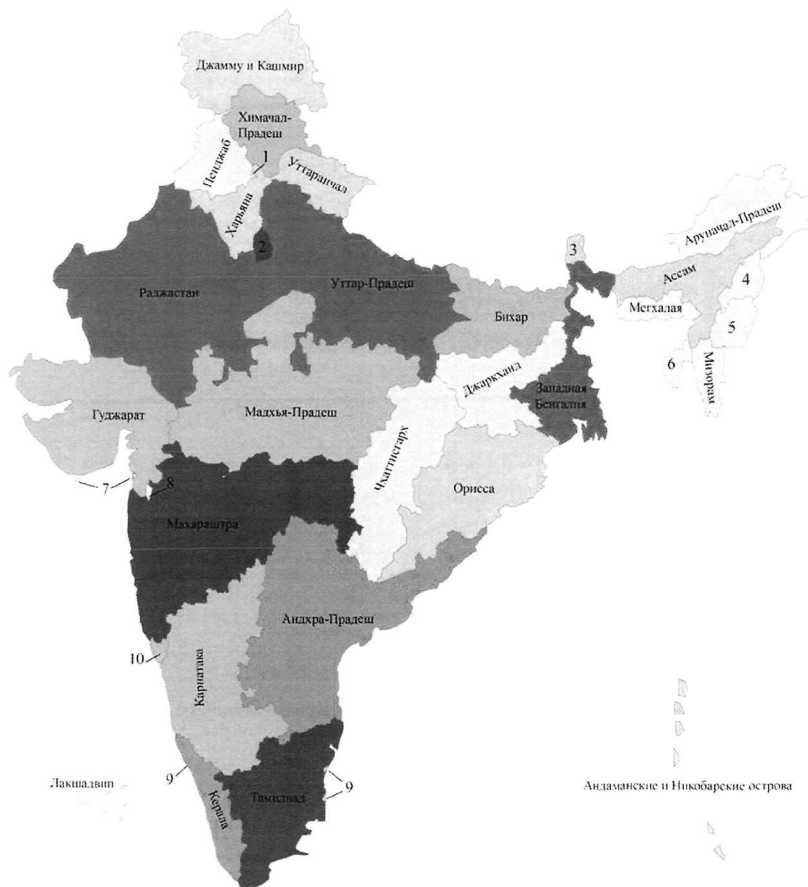 Джамму и Кашмир
Химачал-
Прадеш
Пенджаб
1
Уттаранчал
Харьяна
2
Раджастан
Уттар-Прадеш
3
Аруначал-Прадеш
Ассам
4
Мегхалая
5
Бихар
6
Мизорам
Джаркханд
Западная
Бенгалия
Гуджарат
Мадхья-Прадеш
Чхаттисгарх
7
8
Орисса
Махараштра
Андхра-Прадеш
10
Карнатака
9
Лакшадвип
Керала
Тамилнад
9
Андаманские и Никобарские острова